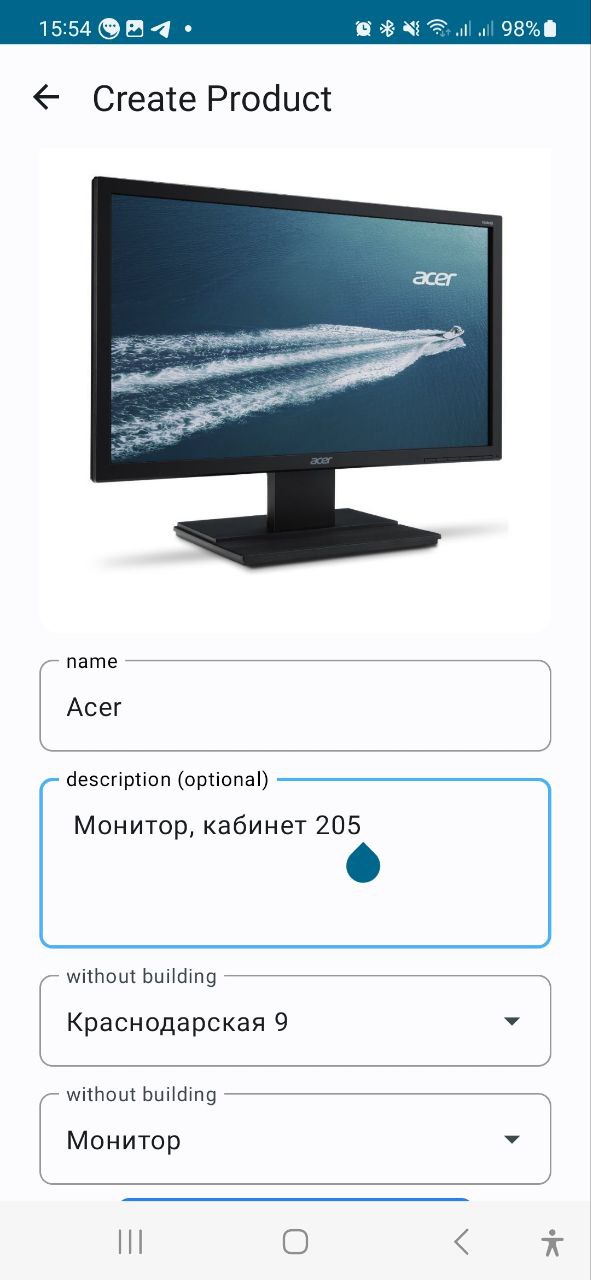 15:54
98%
Create Product
acer
acer
name
Acer
description (optional)
Монитор, кабинет 205
without building
Краснодарская 9
without building
Монитор